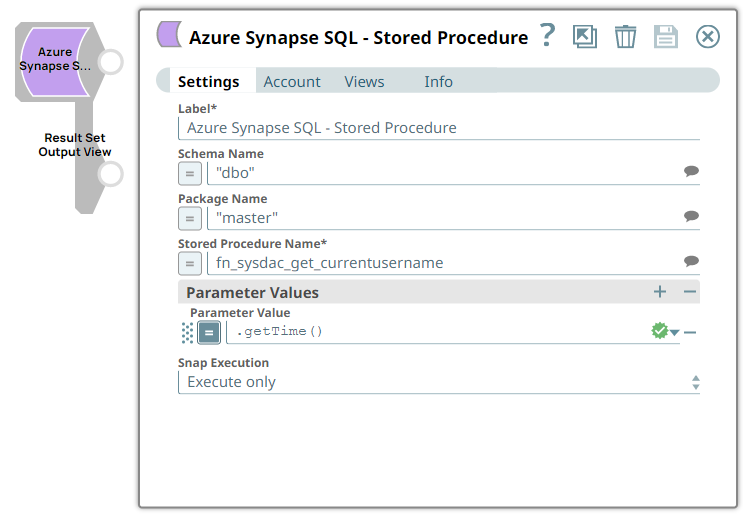 Azure
Synapse S...
Result Set
Output View
Azure Synapse SQL - Stored Procedure
?
Settings Account Views Info
Label*
Azure Synapse SQL - Stored Procedure
Schema Name
= "dbo"
Package Name
= "master"
Stored Procedure Name*
= fn_sysdac_get_currentusername
Parameter Values + −
Parameter Value
= .getTime() −
Snap Execution
Execute only